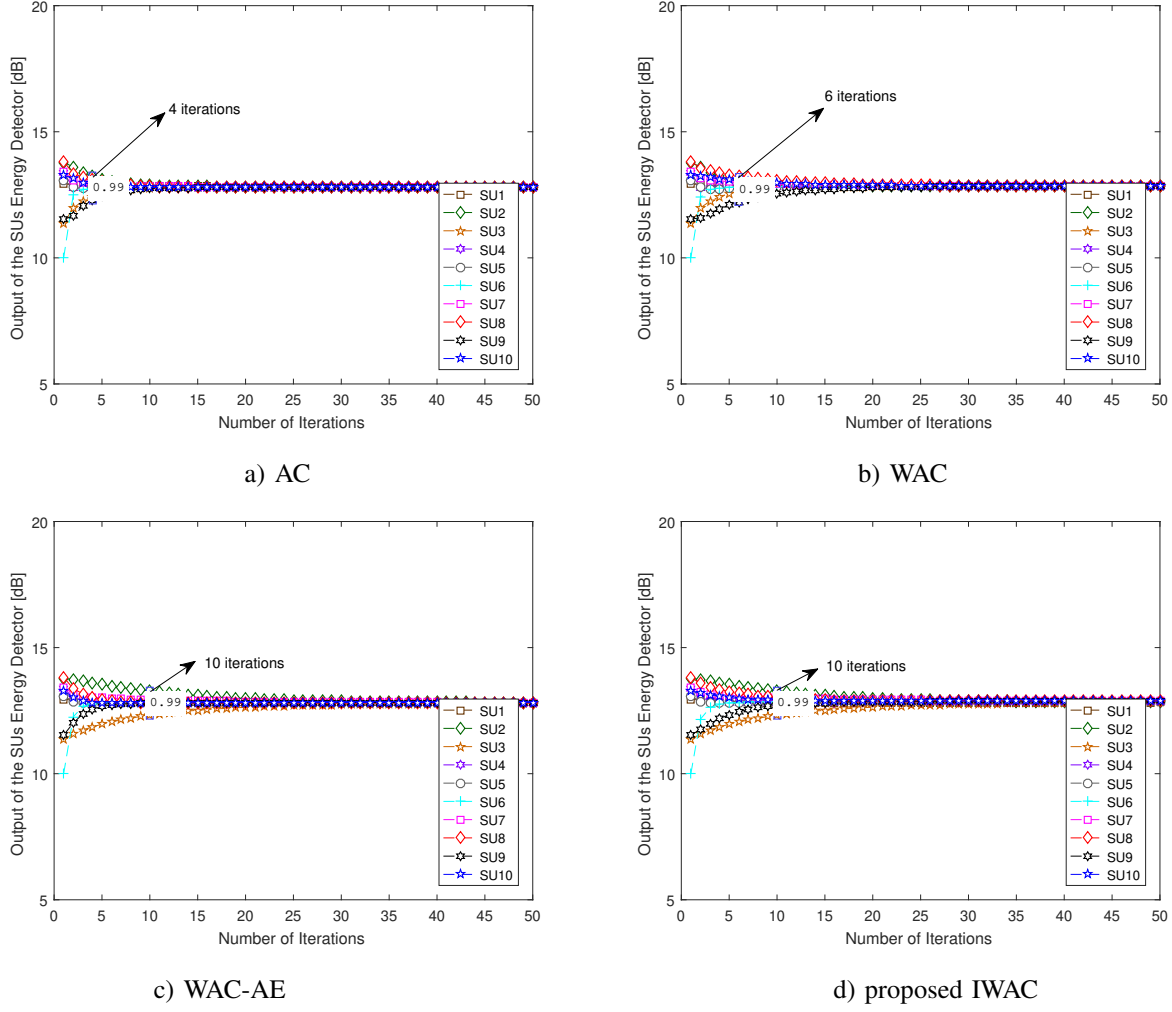 20
15
10
5
0 5 10 15 20 25 30 35 40 45 50
Output of the SUs Energy Detector [dB]
Number of Iterctions
4 iterations
0.99
SU1
SU2
SU3
SU4
SU5
SU6
SU7
SU8
SU9
SU10
a) AC
20
15
10
5
0 5 10 15 20 25 30 35 40 45 50
Output of the SUs Energy Detector [dB]
Number of Iterctions
6 iterations
0.99
SU1
SU2
SU3
SU4
SU5
SU6
SU7
SU8
SU9
SU10
b) WAC
20
15
10
5
0 5 10 15 20 25 30 35 40 45 50
Output of the SUs Energy Detector [dB]
Number of Iterctions
10 iterations
0.99
SU1
SU2
SU3
SU4
SU5
SU6
SU7
SU8
SU9
SU10
c) WAC-AE
20
15
10
5
0 5 10 15 20 25 30 35 40 45 50
Output of the SUs Energy Detector [dB]
Number of Iterctions
10 iterations
0.99
SU1
SU2
SU3
SU4
SU5
SU6
SU7
SU8
SU9
SU10
d) proposed IWAC